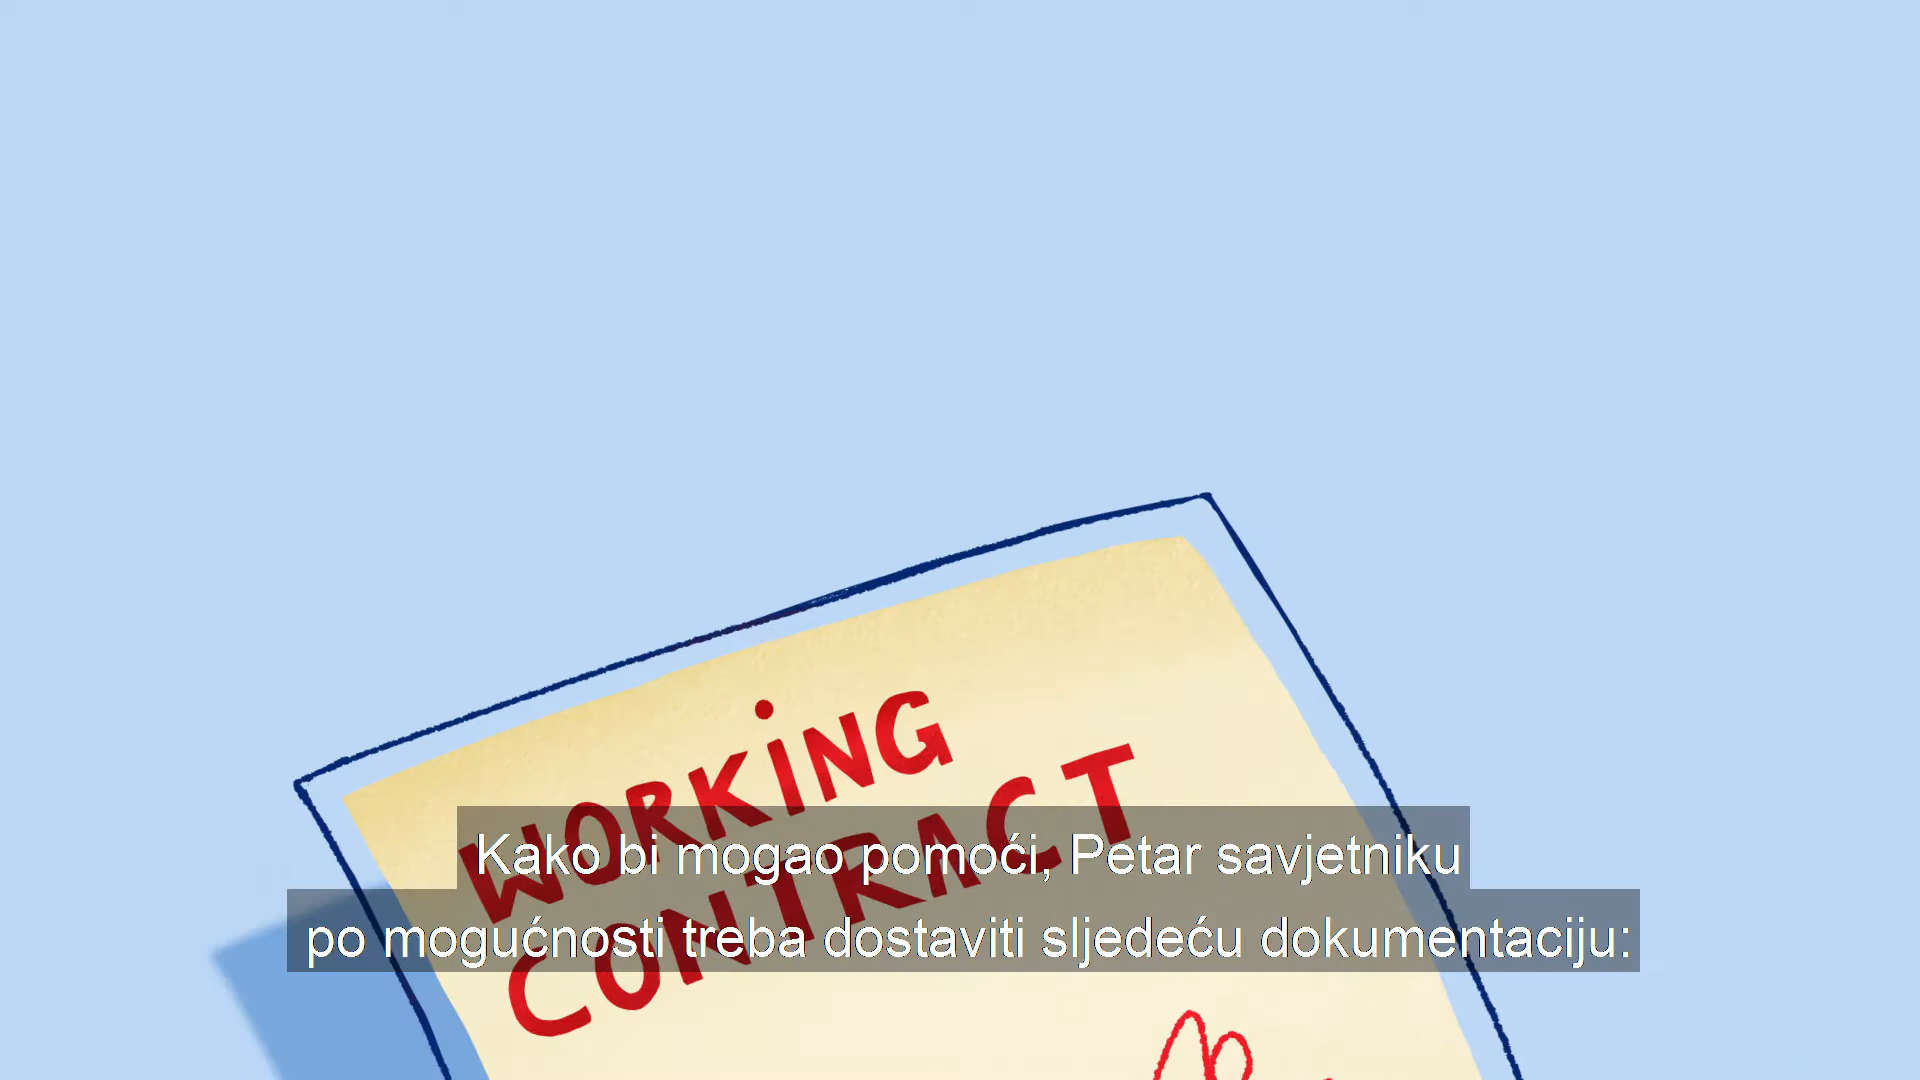 WORKING
CONTRACT
Kako bi mogao pomoći, Petar savjetniku
po mogućnosti treba dostaviti sljedeću dokumentaciju: